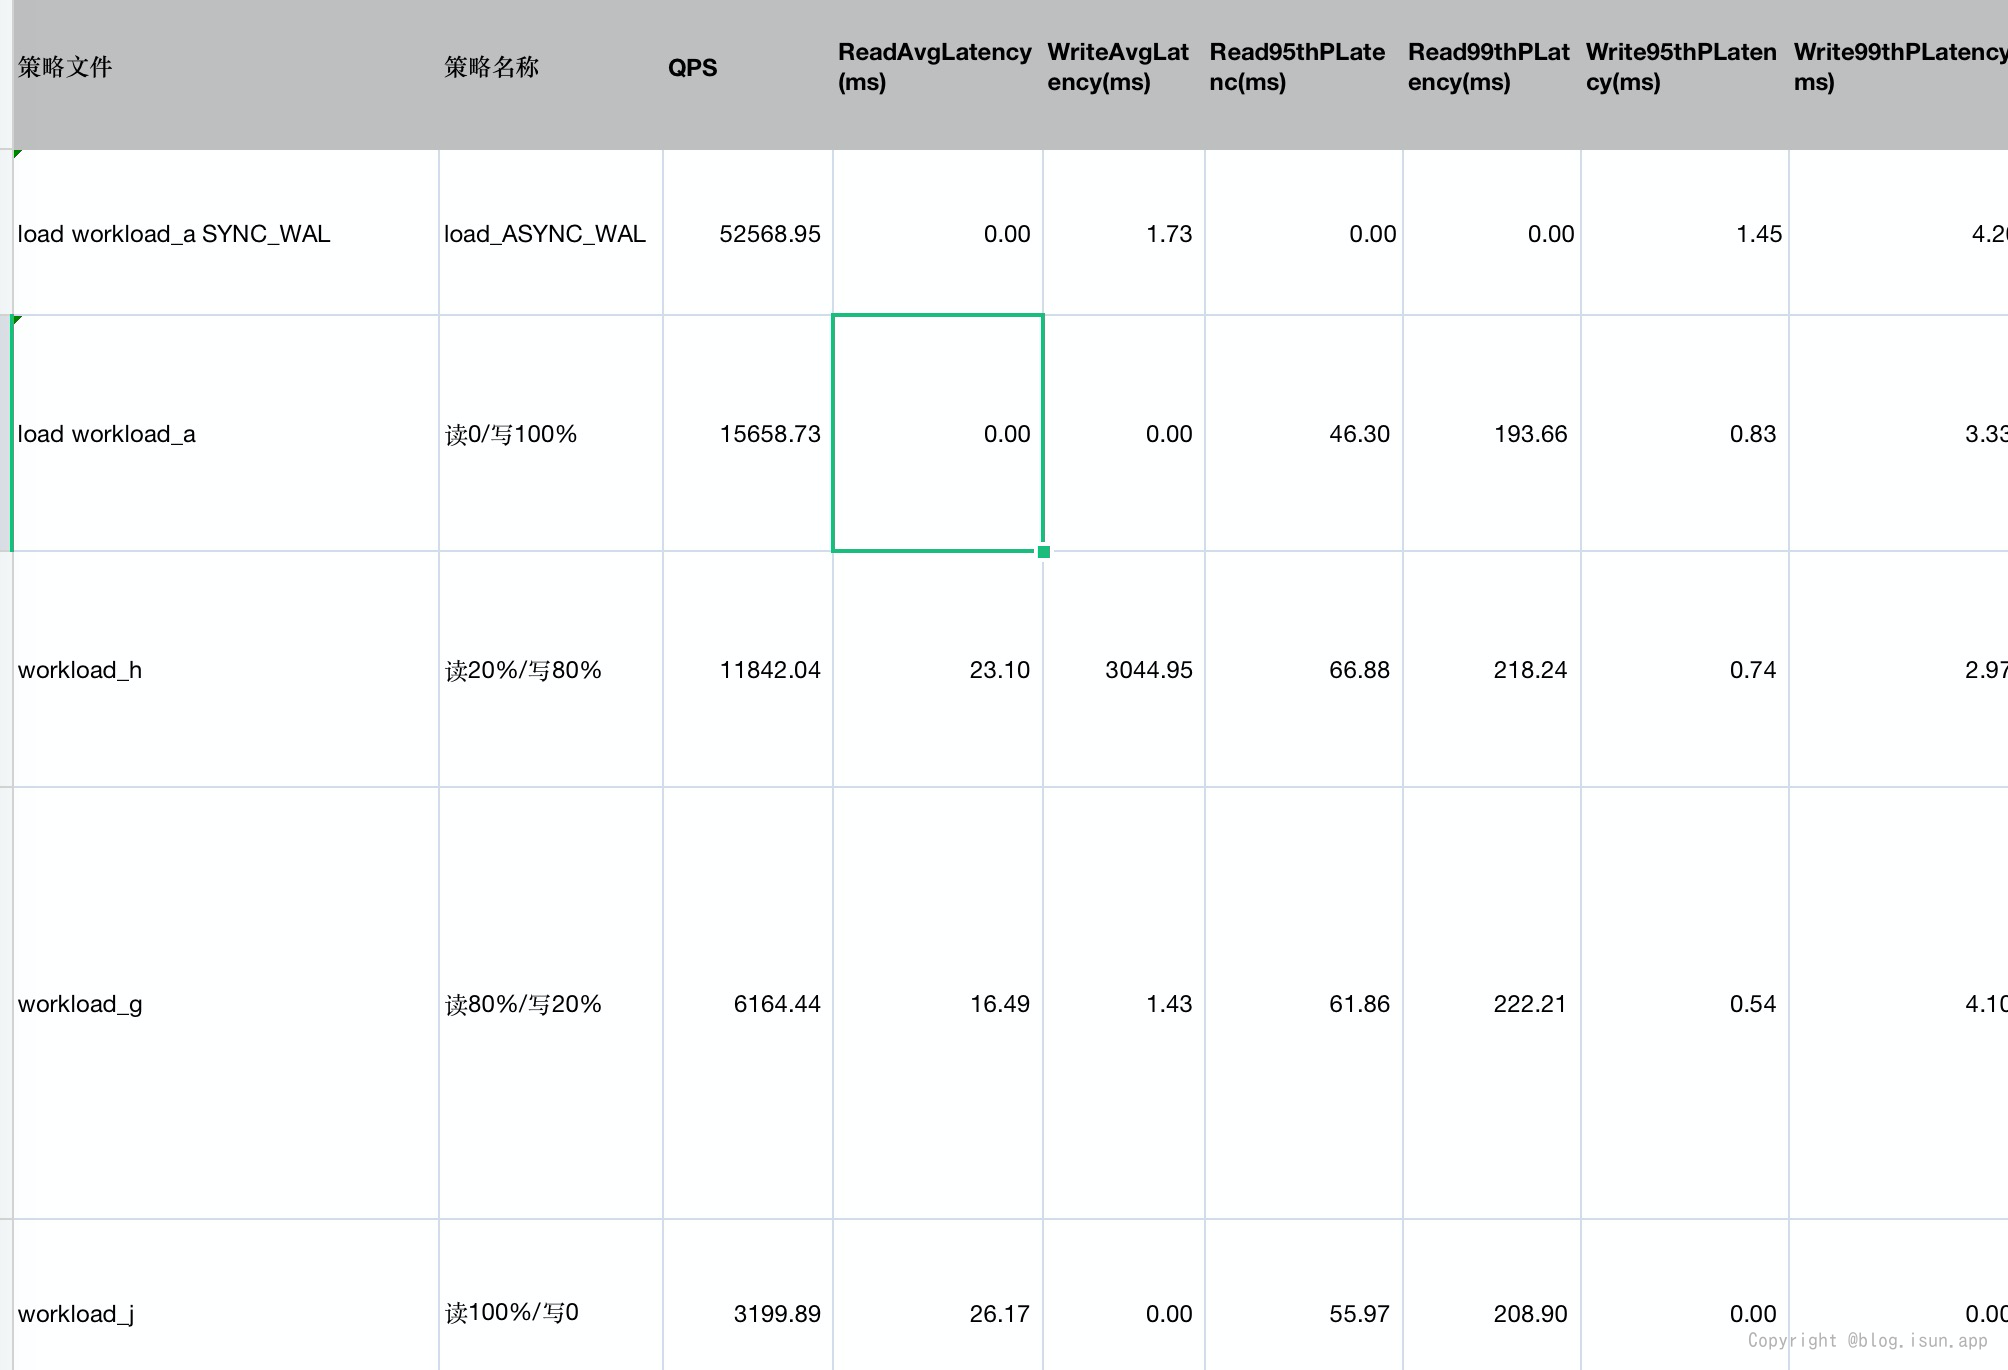 策略文件 策略名称 QPS ReadAvgLatency(ms) WriteAvgLatency(ms) Read95thPLatenc(ms) Read99thPLatency(ms) Write95thPLatency(ms) Write99thPLatency ms)
load workload_a SYNC_WAL load_ASYNC_WAL 52568.95 0.00 1.73 0.00 0.00 1.45 4.20
load workload_a 读0/写100% 15658.73 0.00 0.00 46.30 193.66 0.83 3.33
workload_h 读20%/写80% 11842.04 23.10 3044.95 66.88 218.24 0.74 2.97
workload_g 读80%/写20% 6164.44 16.49 1.43 61.86 222.21 0.54 4.10
workload_j 读100%/写0 3199.89 26.17 0.00 55.97 208.90 0.00 0.00
Copyright @blog.isun.app